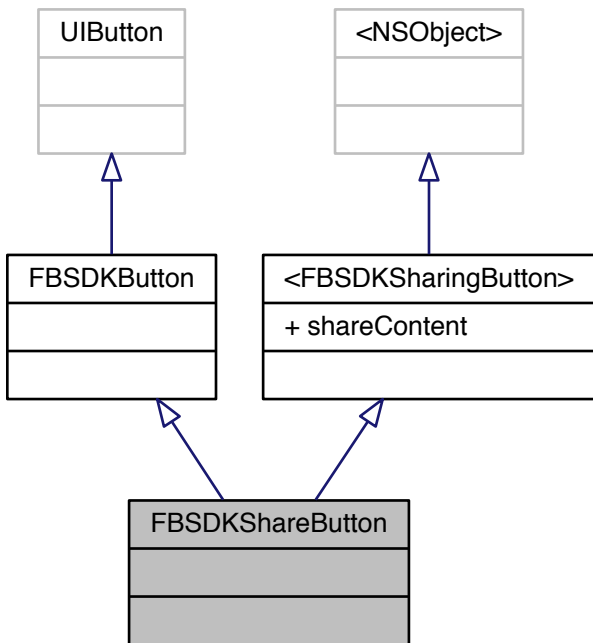 UIButton
<NSObject>
FBSDKButton
<FBSDKSharingButton>
+ shareContent
FBSDKShareButton